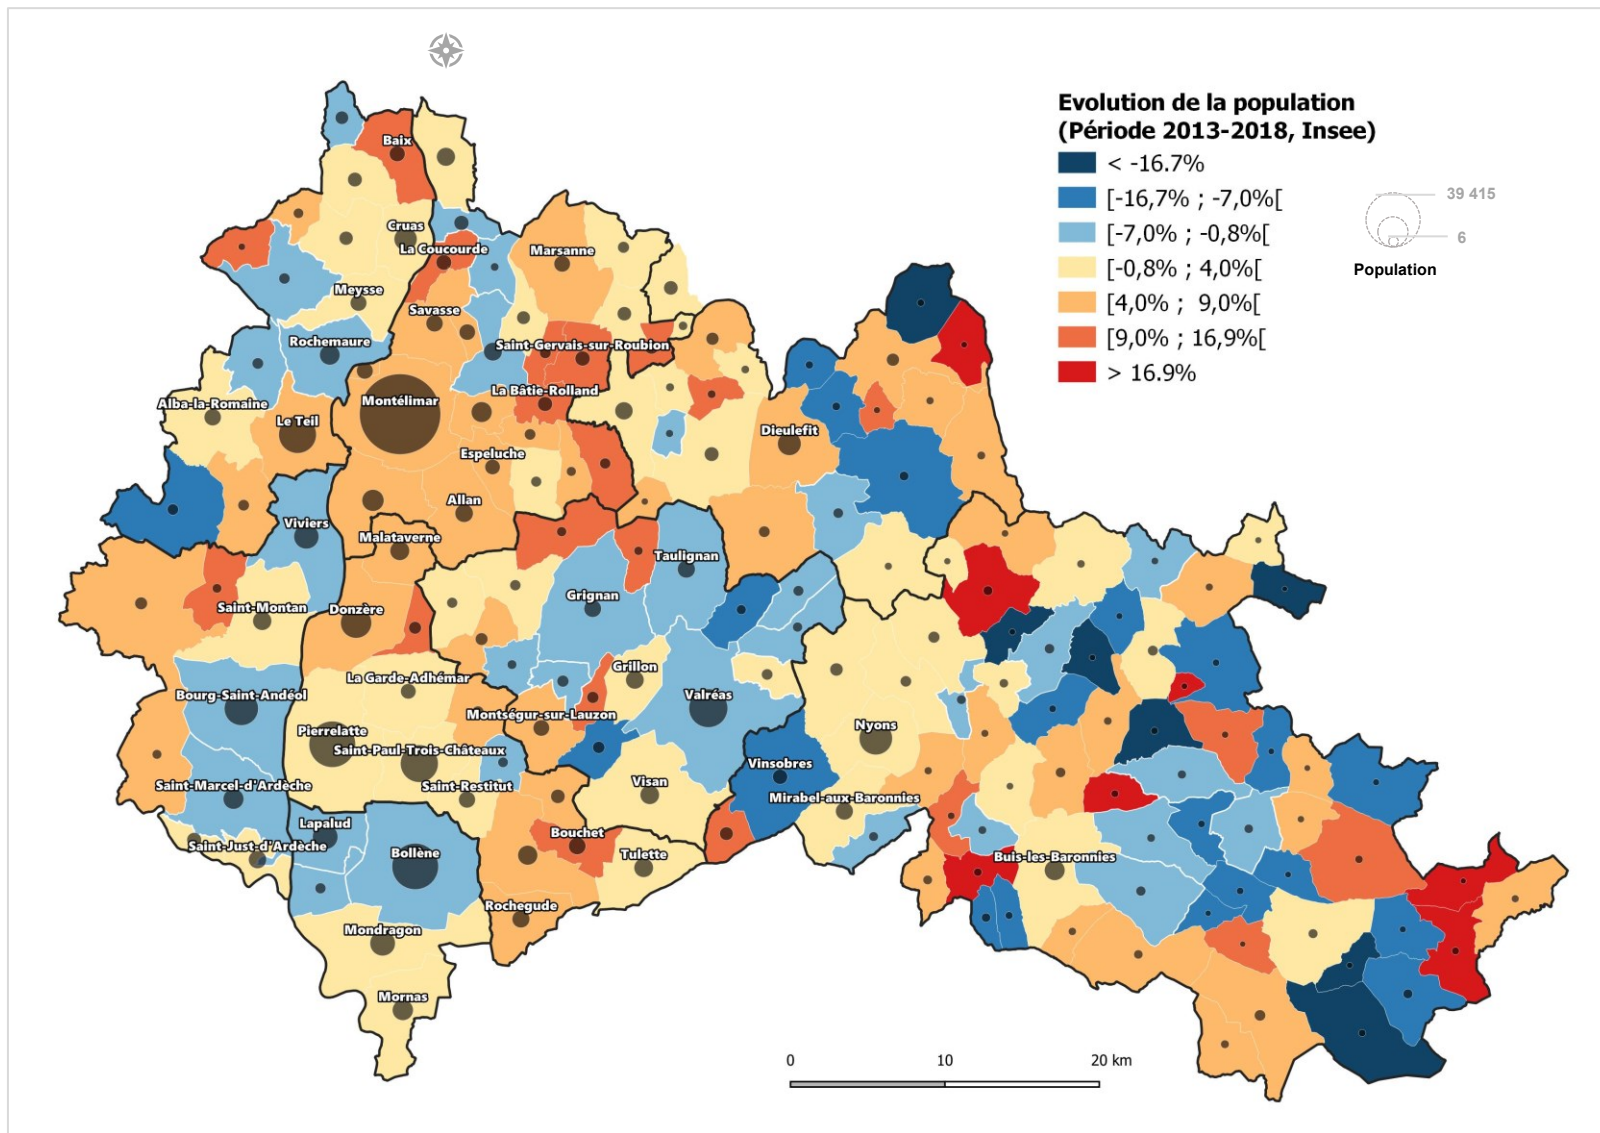 Evolution de la population
(Période 2013-2018, Insee)
< -16.7%
[-16,7% ; -7,0%[
[-7,0% ; -0,8%[
[-0,8% ; 4,0%[
[4,0% ; 9,0%[
[9,0% ; 16,9%[
> 16.9%
39 415
6
Population
Baix
Cruas
La Coucourde
Marsanne
Meysse
Savasse
Rochemaure
Saint-Gervais-sur-Roubion
La Bâtie-Rolland
Alba-la-Romaine
Montélimar
Le Teil
Dieulefit
Espeluche
Allan
Viviers
Malataverne
Taulignan
Grignan
Saint-Montan
Donzère
Grillon
La Garde-Adhémar
Bourg-Saint-Andéol
Valréas
Montségur-sur-Lauzon
Nyons
Pierrelatte
Saint-Paul-Trois-Châteaux
Vinsobres
Saint-Marcel-d'Ardèche
Saint-Restitut
Visan
Mirabel-aux-Baronnies
Lapalud
Bouchet
Saint-Just-d'Ardèche
Bollène
Tulette
Buis-les-Baronnies
Rochegude
Mondragon
Mornas
0
10
20 km